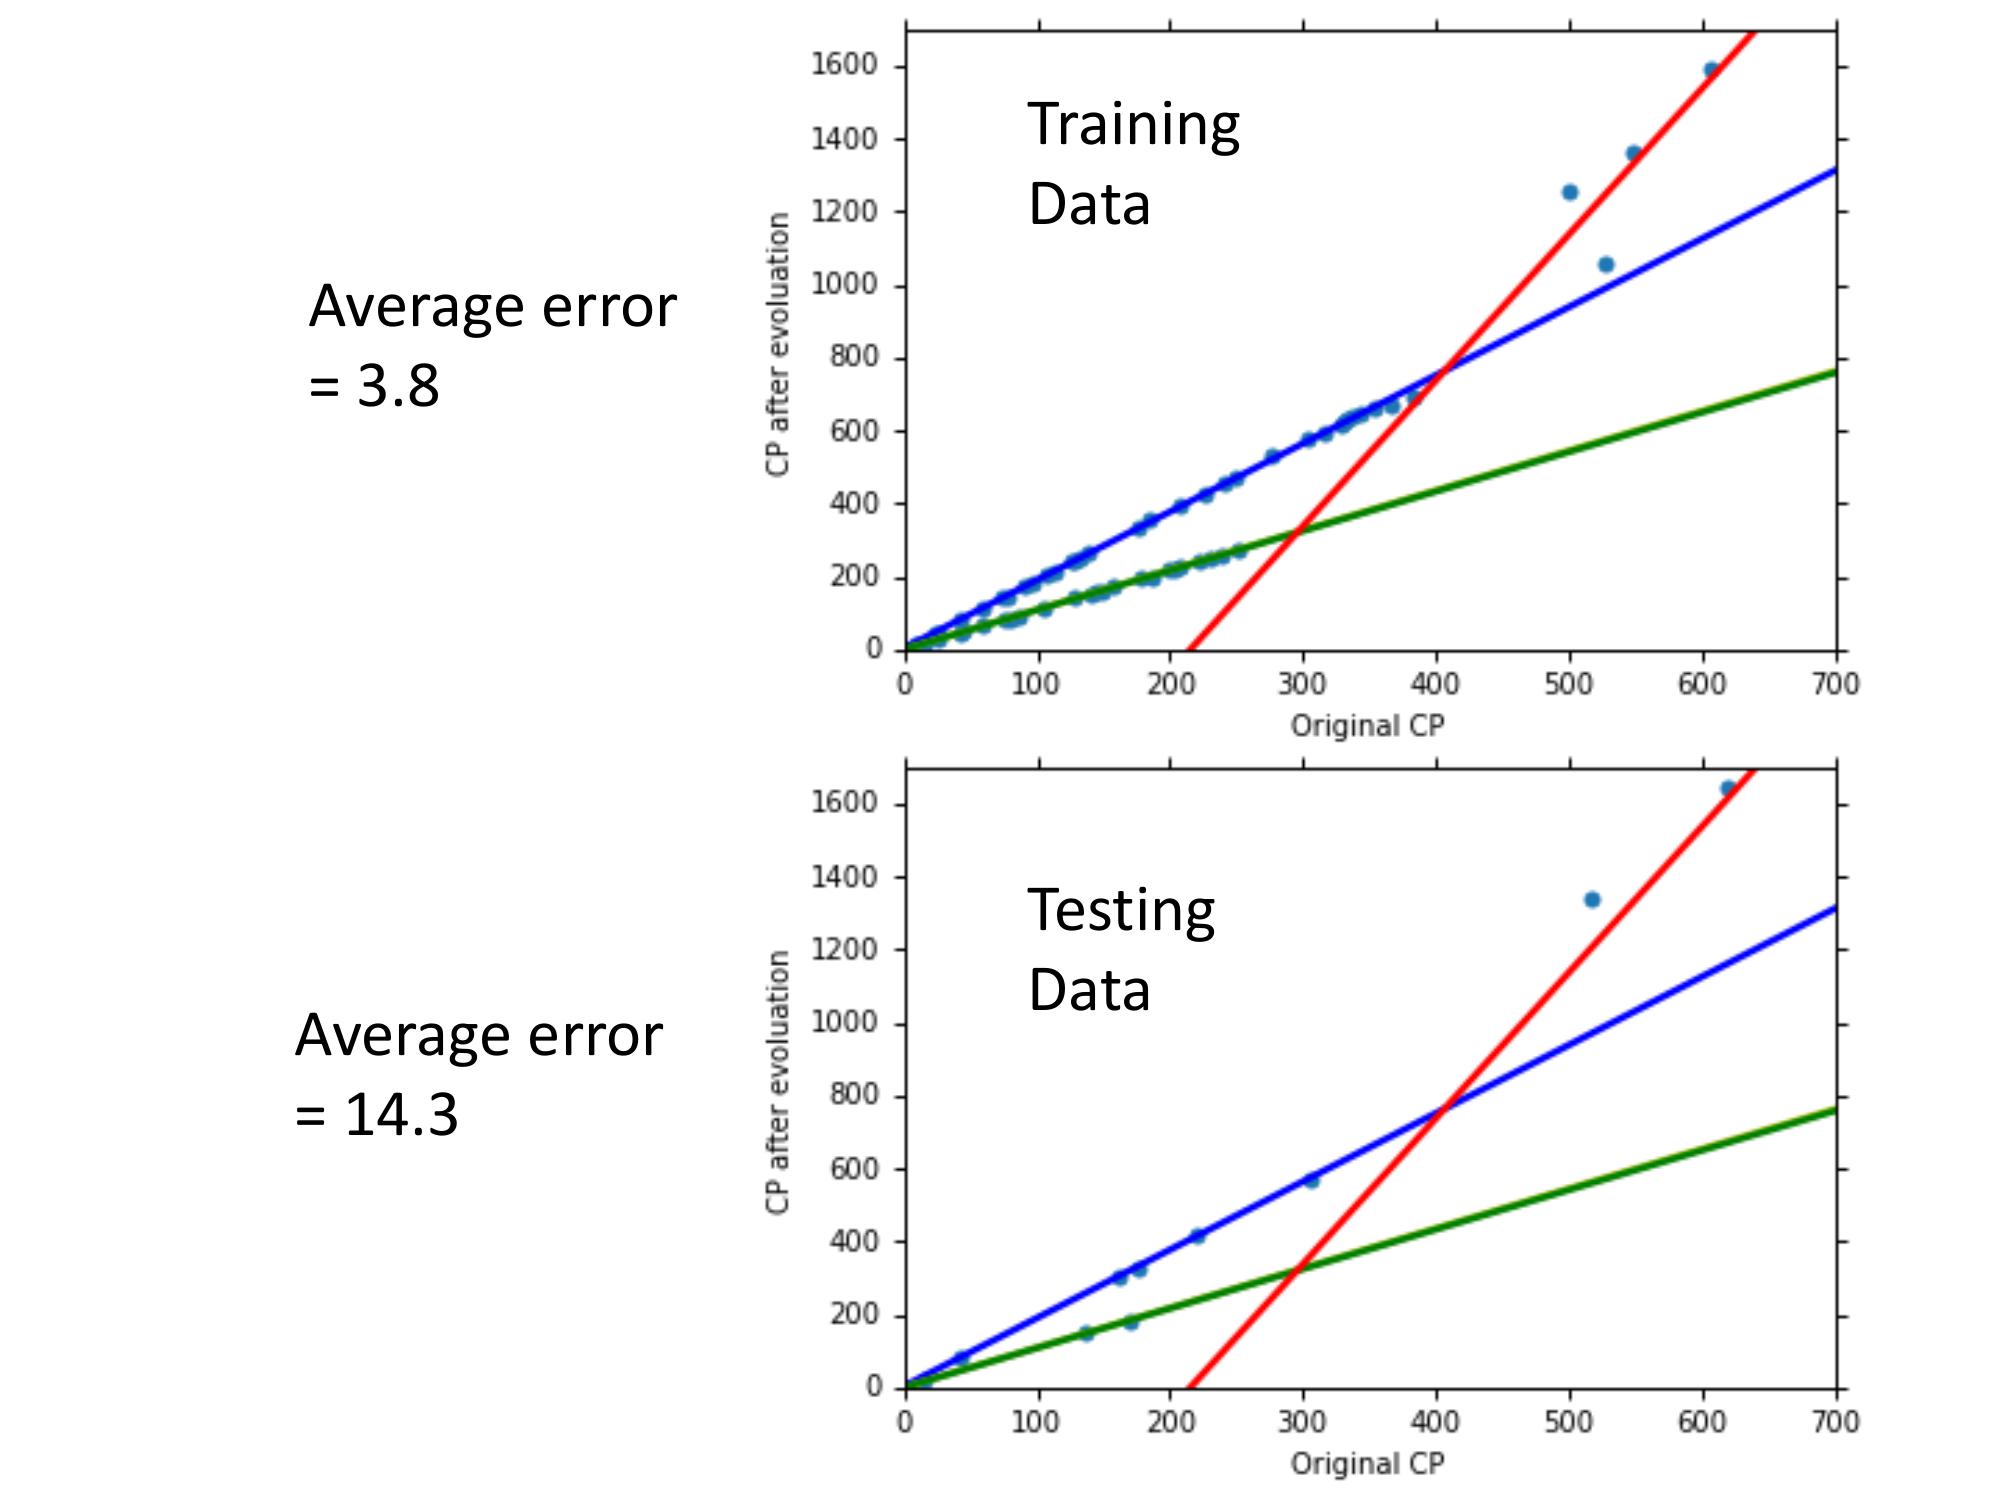 Average error
= 3.8
Training
Data
CP after evoluation
1600
1400
1200
1000
800
600
400
200
0
0 100 200 300 400 500 600 700
Original CP
Average error
= 14.3
Testing
Data
CP after evoluation
1600
1400
1200
1000
800
600
400
200
0
0 100 200 300 400 500 600 700
Original CP